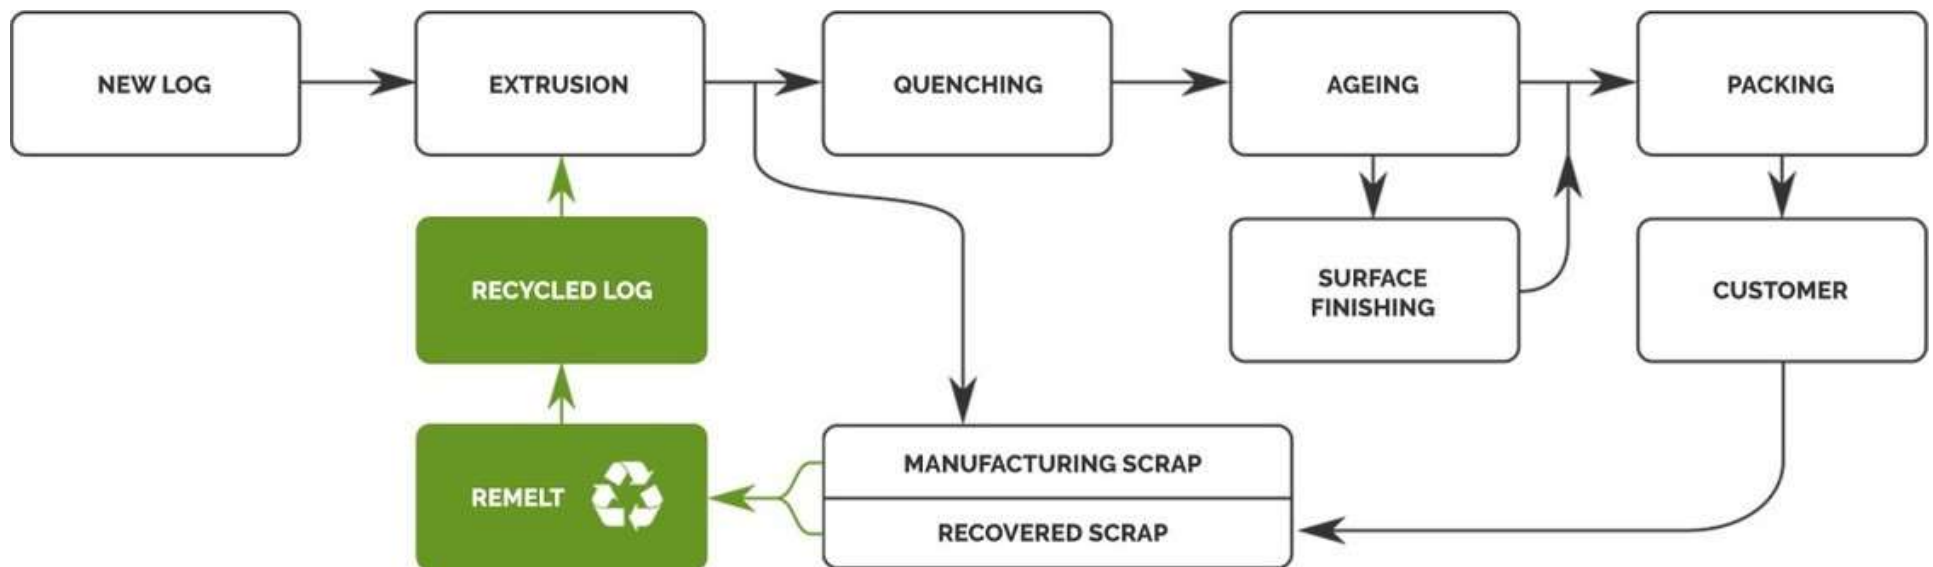 NEW LOG
EXTRUSION
QUENCHING
AGEING
PACKING
RECYCLED LOG
SURFACE
FINISHING
CUSTOMER
REMELT
MANUFACTURING SCRAP
RECOVERED SCRAP